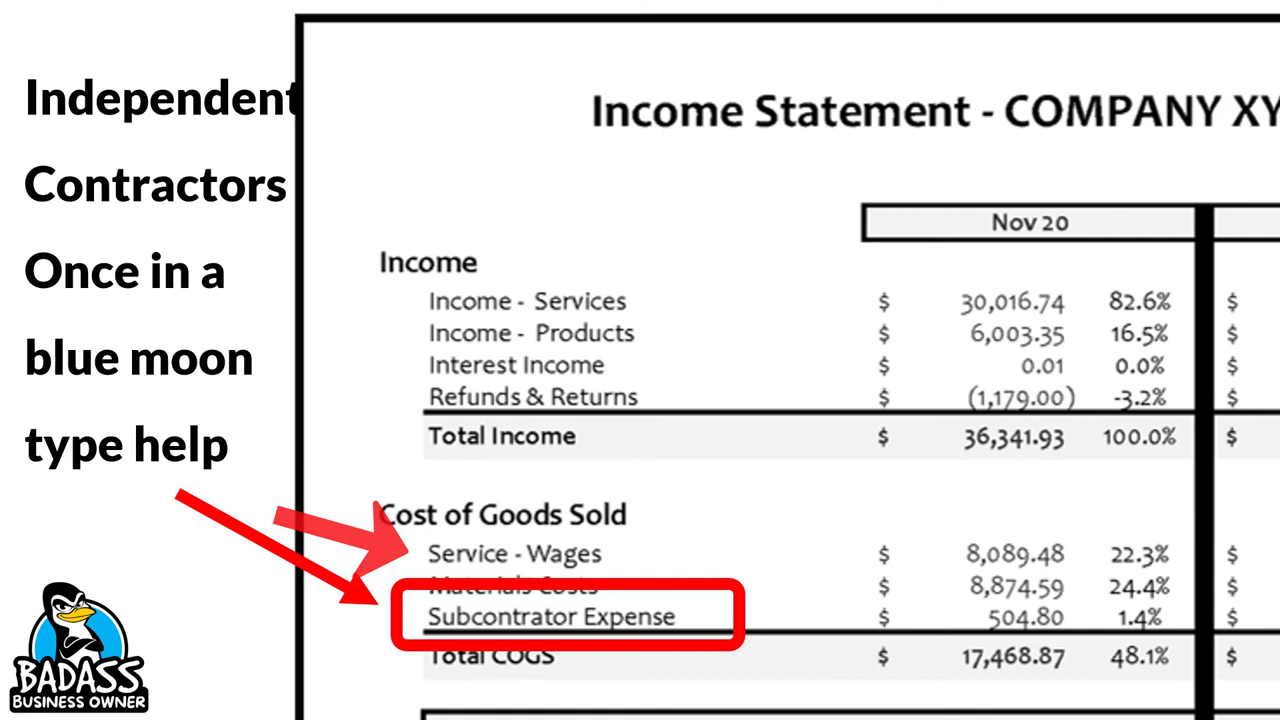 Independent
Contractors
Once in a
blue moon
type help
BADASS
BUSINESS OWNER
Income Statement - COMPANY XY
Nov 20
Income
Income - Services $ 30,016.74 82.6% $
Income - Products $ 6,003.35 16.5% $
Interest Income $ 0.01 0.0% $
Refunds & Returns $ (1,179.00) -3.2% $
Total Income $ 36,341.93 100.0% $
Cost of Goods Sold
Service - Wages $ 8,089.48 22.3% $
Materials Costs $ 8,874.59 24.4% $
Subcontrator Expense $ 504.80 1.4% $
Total COGS $ 17,468.87 48.1% $